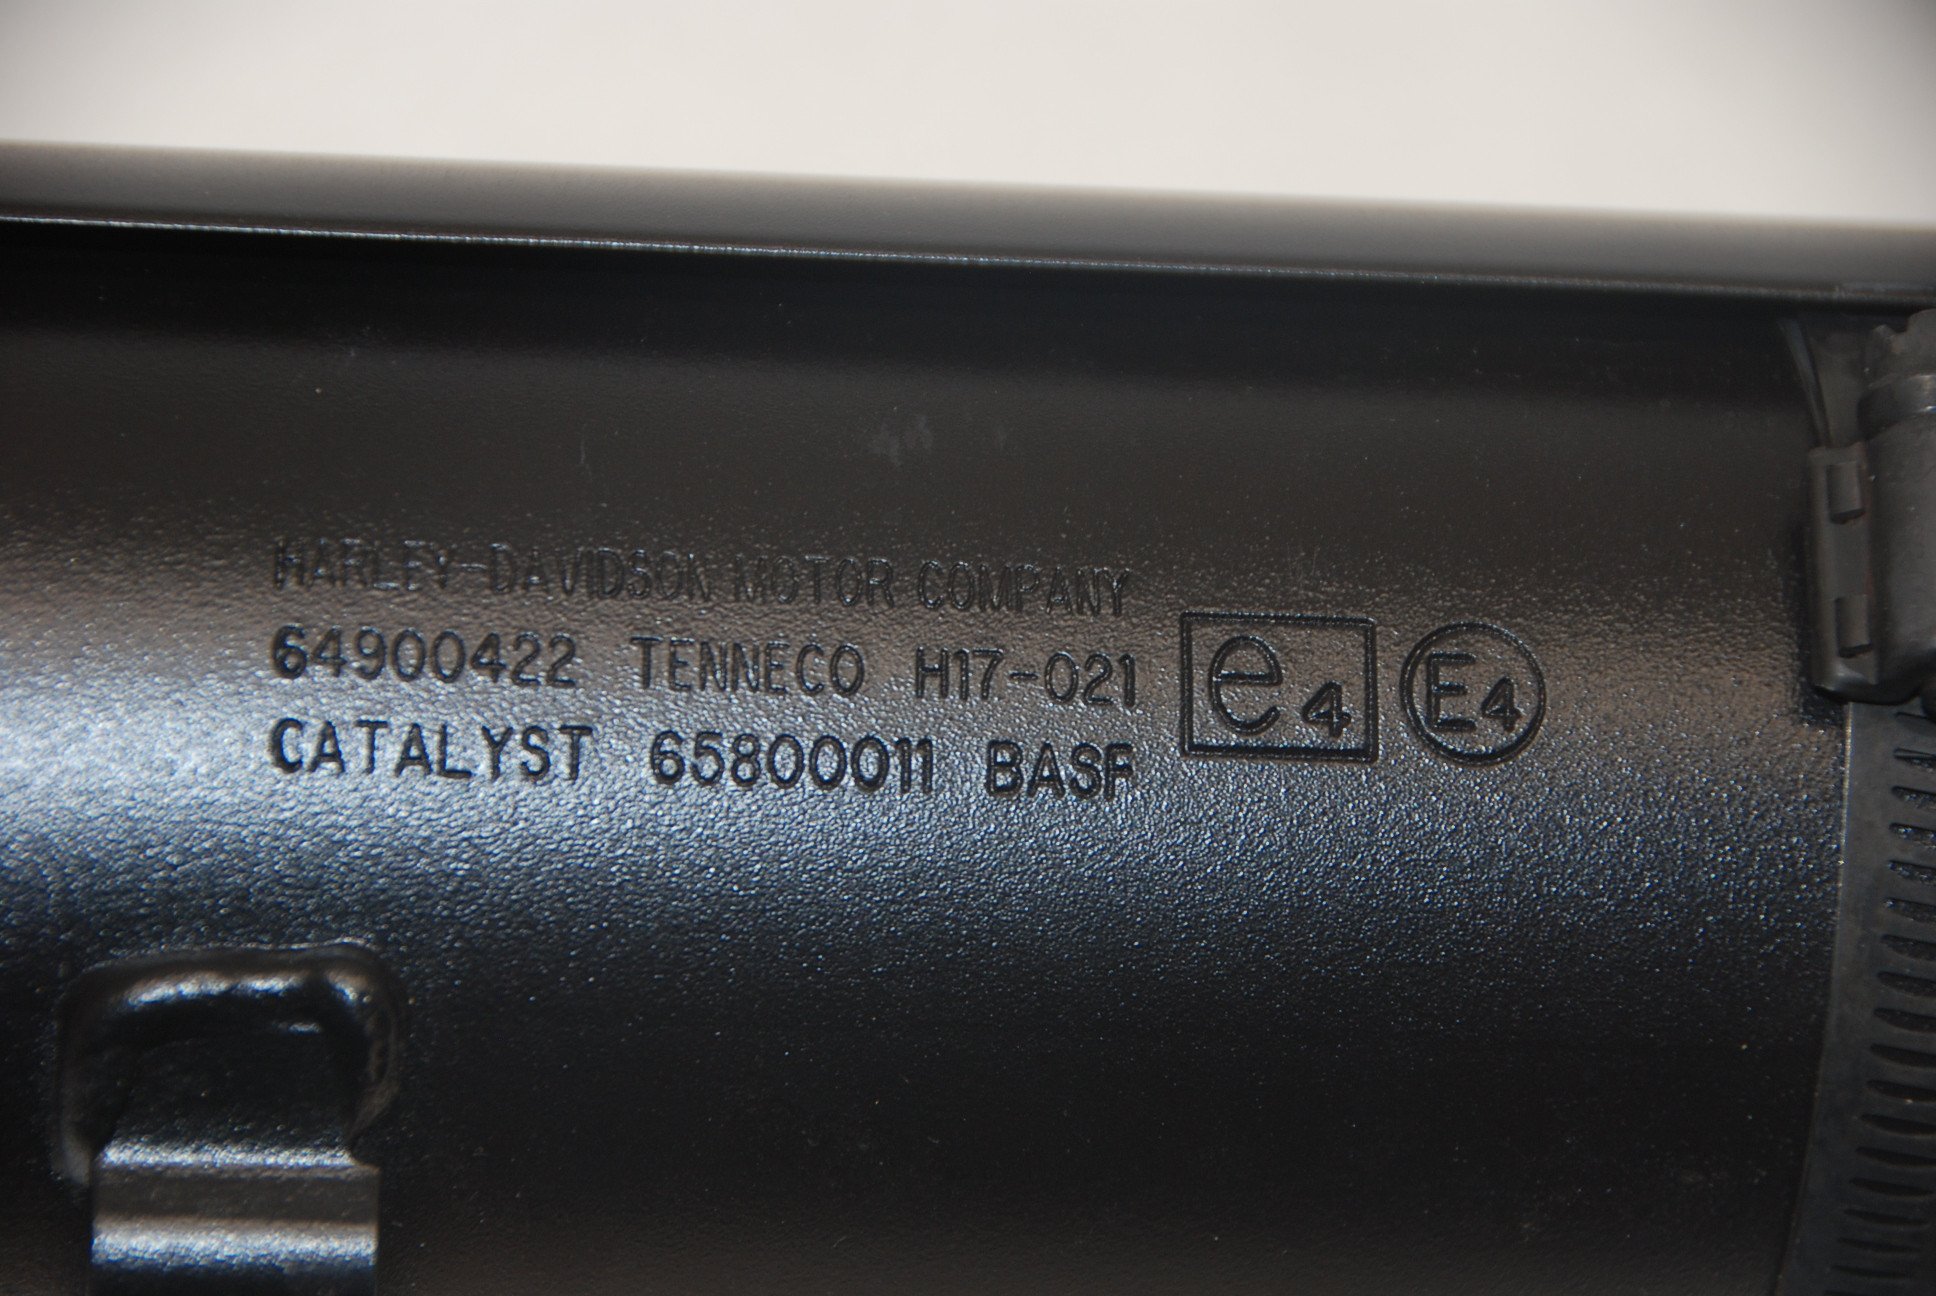 HARLEY-DAVIDSON MOTOR COMPANY
64900422 TENNECO H17-021 e4 E4
CATALYST 65800011 BASF